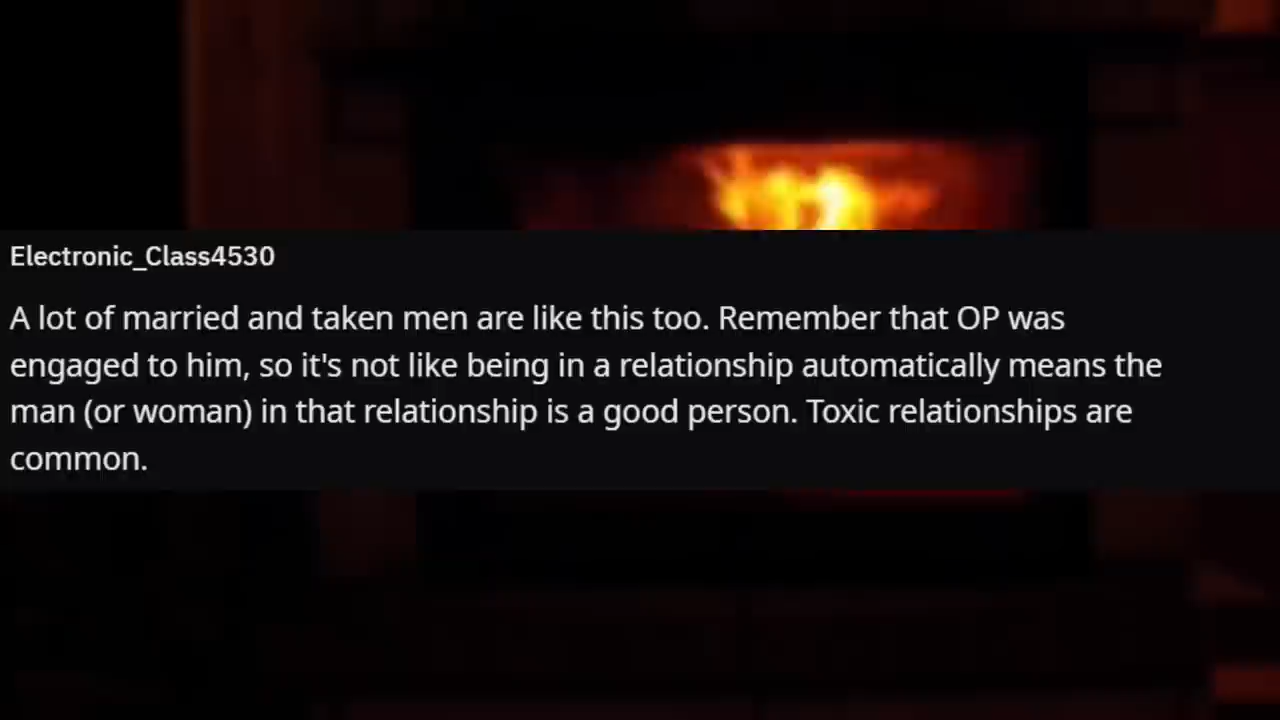 Electronic_Class4530
A lot of married and taken men are like this too. Remember that OP was
engaged to him, so it's not like being in a relationship automatically means the
man (or woman) in that relationship is a good person. Toxic relationships are
common.